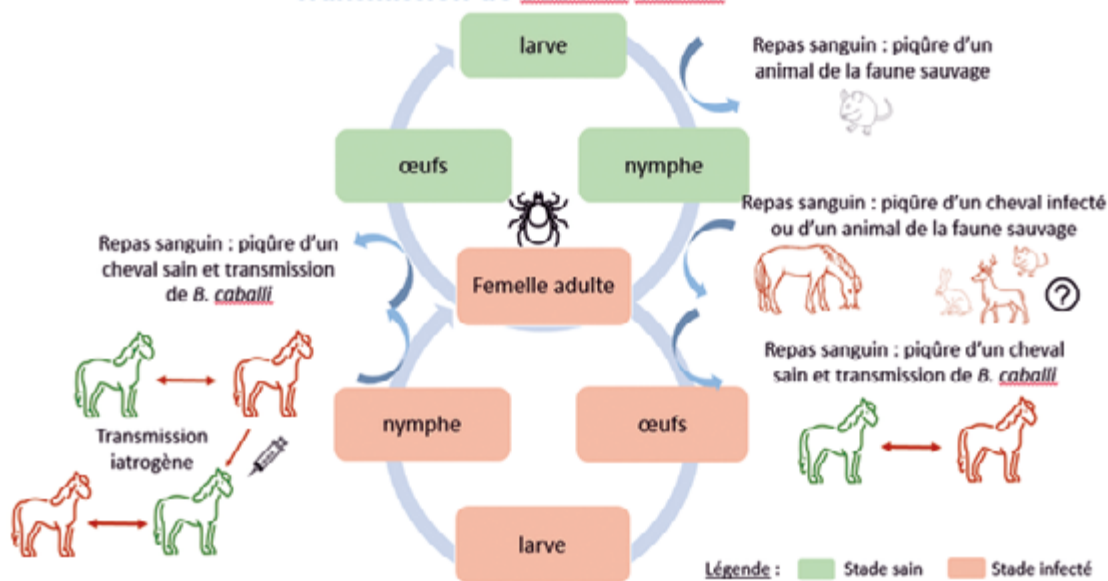 larve
Repas sanguin : piqûre d'un
animal de la faune sauvage
œufs
nymphe
Repas sanguin : piqûre d'un cheval infecté
ou d'un animal de la faune sauvage
?
Repas sanguin : piqûre d'un
cheval sain et transmission
de B. caballi
Femelle adulte
Repas sanguin : piqûre d'un cheval
sain et transmission de B. caballi
nymphe
œufs
Transmission
iatrogène
larve
Légende :
Stade sain
Stade infecté